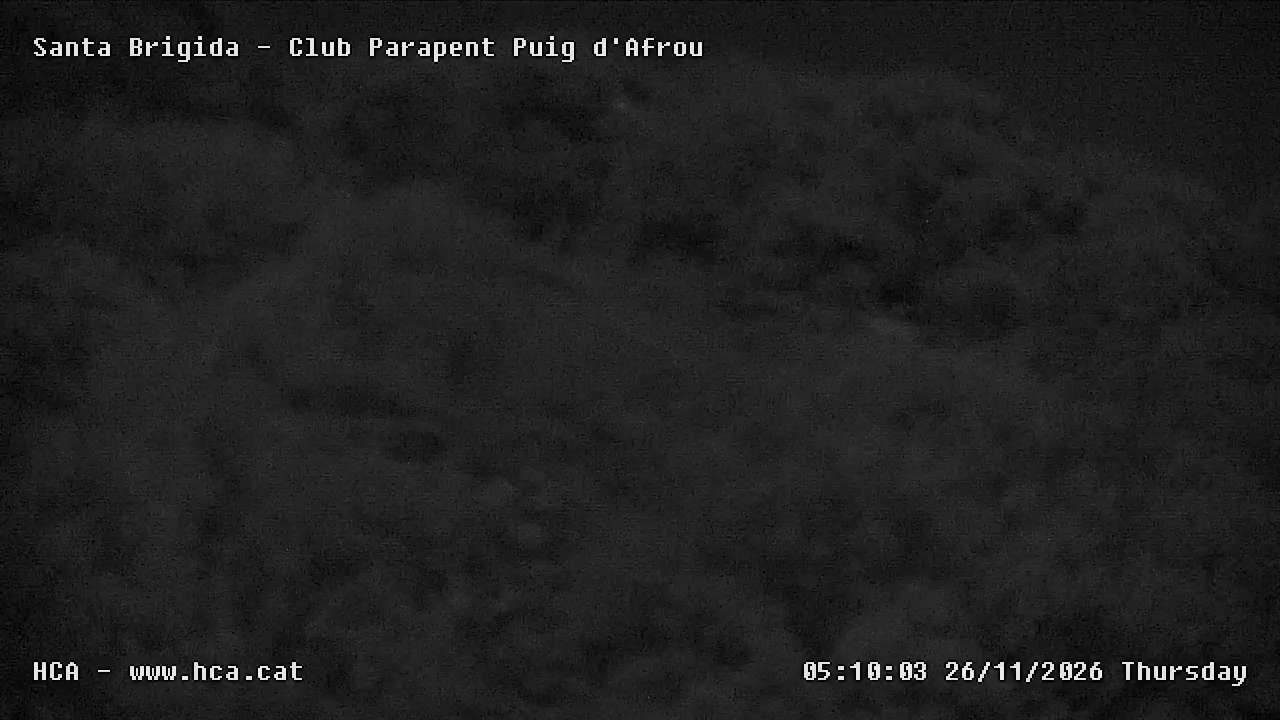 Santa Brigida - Club Parapent Puig d'Afrou
HCA - www.hca.cat
05:10:03 26/11/2026 Thursday